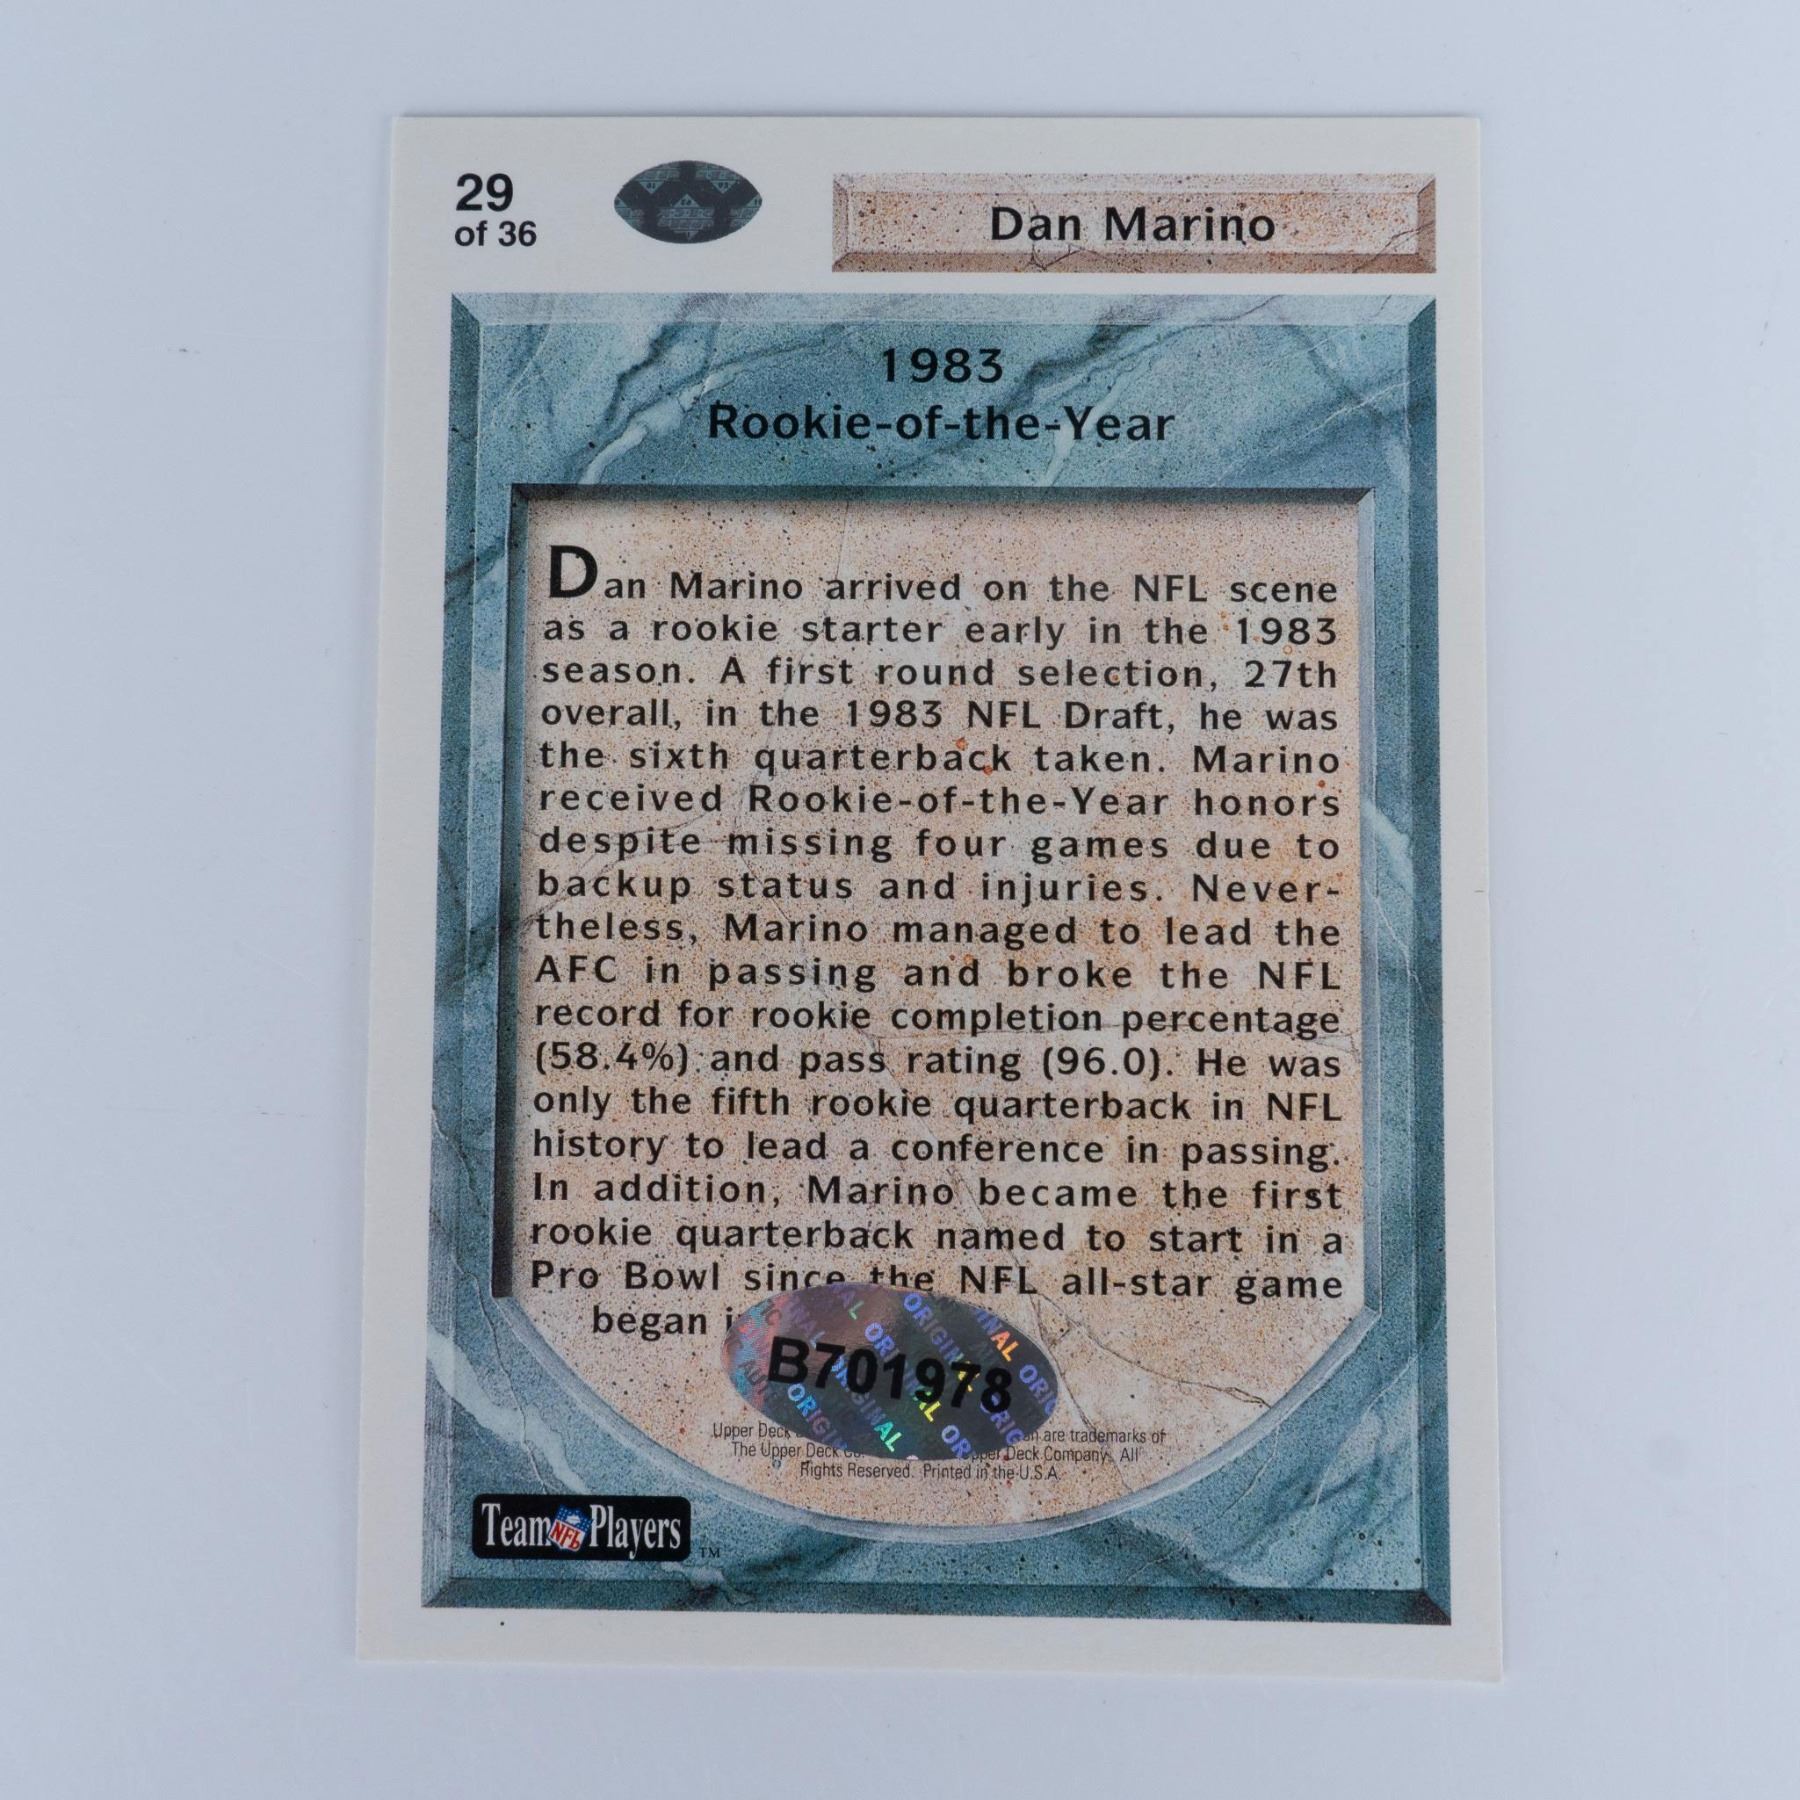 29
of 36
Dan Marino
1983
Rookie-of-the-Year
Dan Marino arrived on the NFL scene
as a rookie starter early in the 1983
season. A first round selection, 27th
overall, in the 1983 NFL Draft, he was
the sixth quarterback taken. Marino
received Rookie-of-the-Year honors
despite missing four games due to
backup status and injuries. Never-
theless, Marino managed to lead the
AFC in passing and broke the NFL
record for rookie completion percentage
(58.4%) and pass rating (96.0). He was
only the fifth rookie quarterback in NFL
history to lead a conference in passing.
In addition, Marino became the first
rookie quarterback named to start in a
Pro Bowl since the NFL all-star game
began
B701978
Upper Deck are trademarks of
The Upper Deck Deck Company. All
Rights Reserved. Printed in the U.S.A.
Team NFL Players TM